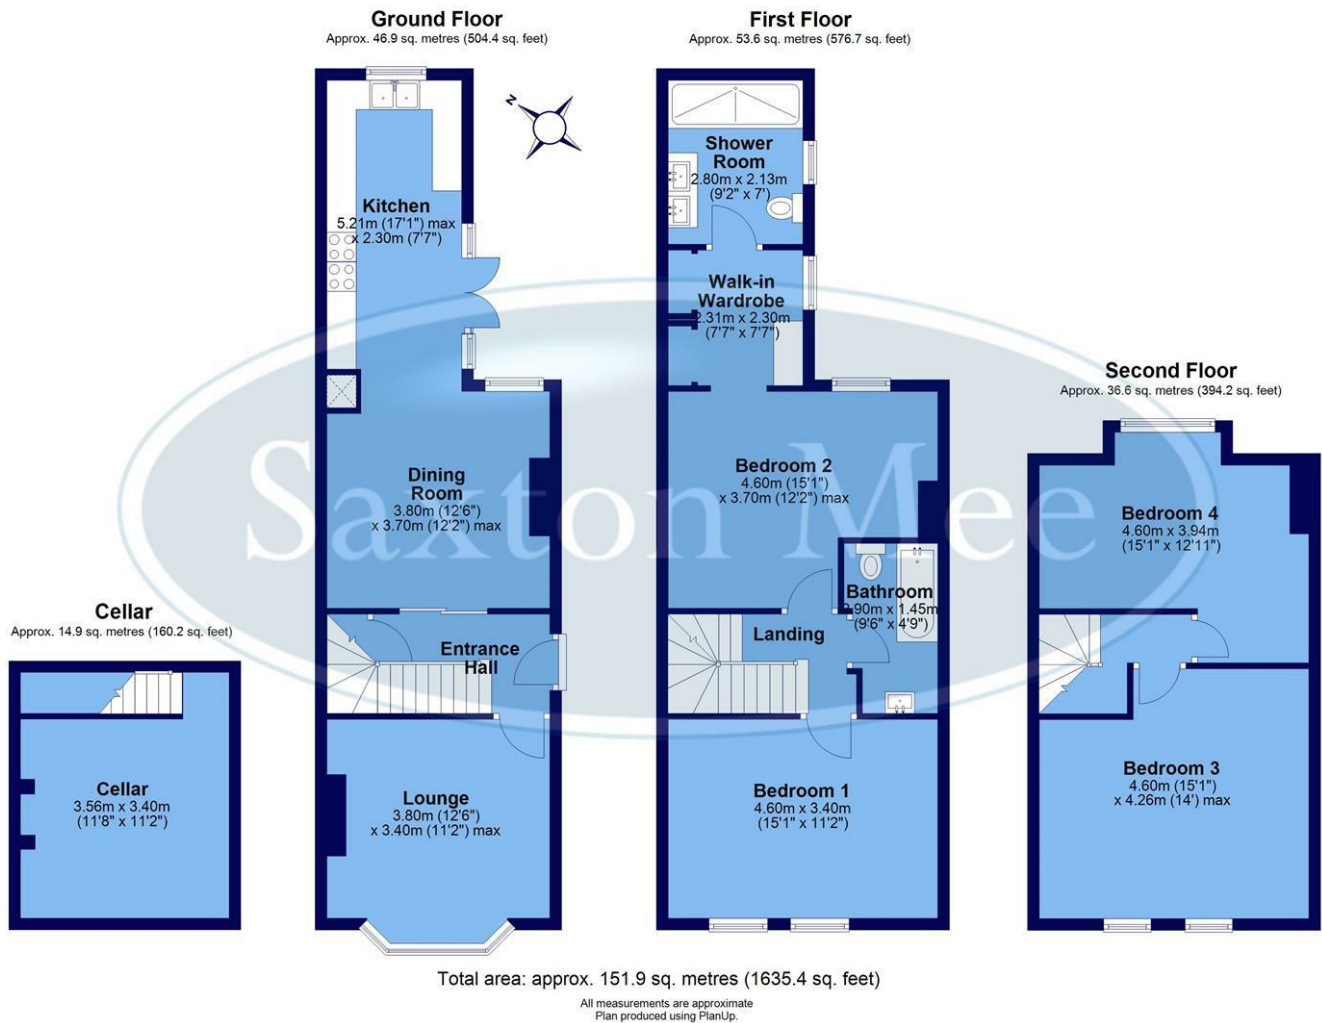 Ground Floor
Approx. 46.9 sq. metres (504.4 sq. feet)
First Floor
Approx. 53.6 sq. metres (576.7 sq. feet)
N
Kitchen
5.21m (17'1") max
x 2.30m (7'7")
Shower
Room
2.80m x 2.13m
(9'2" x 7')
Walk-in
Wardrobe
2.31m x 2.30m
(7'7" x 7'7")
Second Floor
Approx. 36.6 sq. metres (394.2 sq. feet)
Dining
Room
3.80m (12'6")
x 3.70m (12'2") max
Bedroom 2
4.60m (15'1")
x 3.70m (12'2") max
Bedroom 4
4.60m x 3.94m
(15'1" x 12'11")
Saxton Mee
Bathroom
2.90m x 1.45m
(9'6" x 4'9")
Cellar
Approx. 14.9 sq. metres (160.2 sq. feet)
Entrance
Hall
Landing
Cellar
3.56m x 3.40m
(11'8" x 11'2")
Lounge
3.80m (12'6")
x 3.40m (11'2") max
Bedroom 1
4.60m x 3.40m
(15'1" x 11'2")
Bedroom 3
4.60m (15'1")
x 4.26m (14') max
Total area: approx. 151.9 sq. metres (1635.4 sq. feet)
All measurements are approximate
Plan produced using PlanUp.